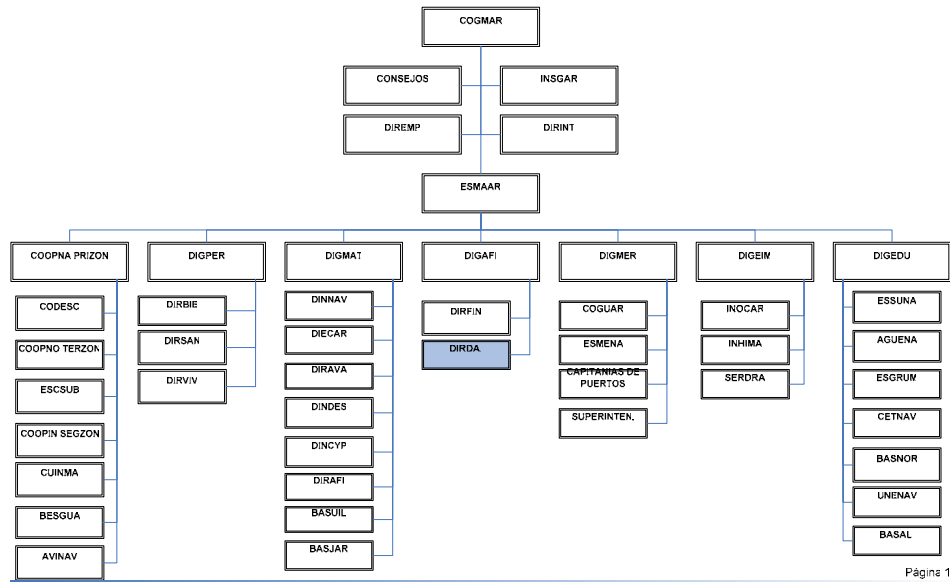 COGMAR
CONSEJOS
INSGAR
DIREMP
DIRINT
ESMAAR
COOPNA PRIZON
DIGPER
DIGMAT
DIGAFI
DIGMER
DIGEIM
DIGEDU
CODESC
COOPNO TERZON
ESCSUB
COOPIN SEGZON
CUINMA
BESGUA
AVINAV
DIRBIE
DIRSAN
DIRVIV
DINNAV
DIECAR
DIRAVA
DINDES
DINCYP
DIRAFI
BASUIL
BASJAR
DIRFIN
DIRDA
COGUAR
ESMENA
CAPITANIAS DE
PUERTOS
SUPERINTEN.
INOCAR
INHIMA
SERDRA
ESSUNA
AGUENA
ESGRUM
CETNAV
BASNOR
UNENAV
BASAL
Página 1